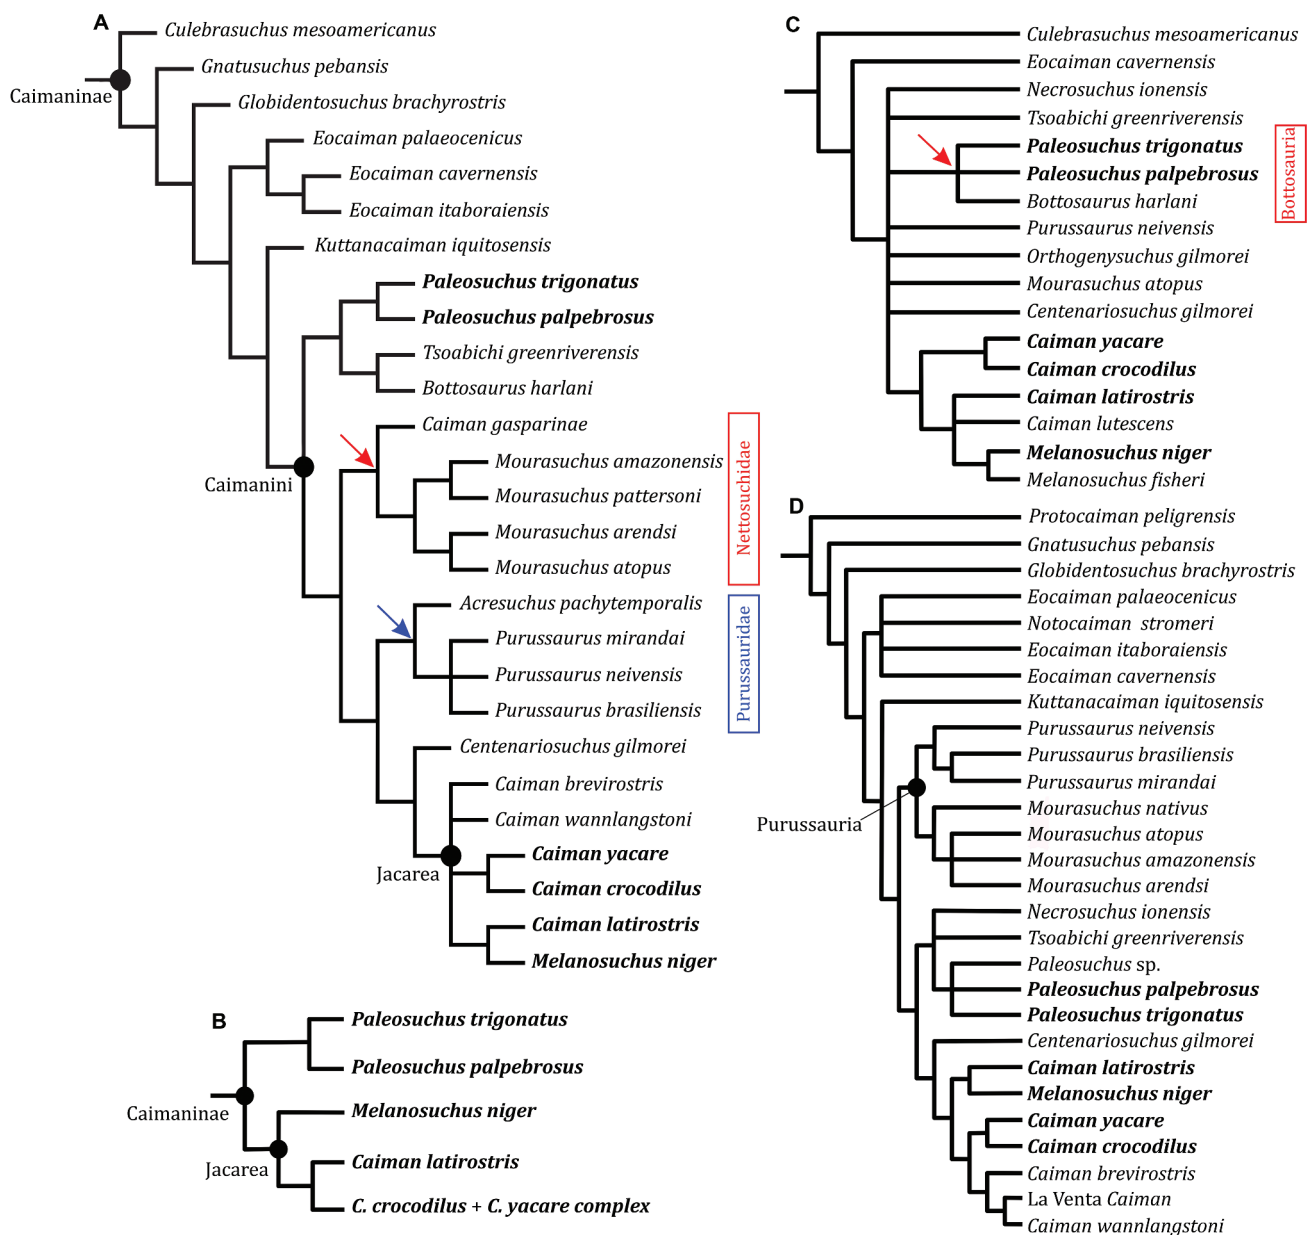 A
Culebrasuchus mesoamericanus
Gnatusuchus pebansis
Caimaninae
Globidentosuchus brachyrostris
Eocaiman palaeocenicus
Eocaiman cavernensis
Eocaiman itaboraiensis
Kuttanacaiman iquitosensis
Paleosuchus trigonatus
Paleosuchus palpebrosus
Tsoabichi greenriverensis
Bottosaurus harlani
Caiman gasparinae
Mourasuchus amazonensis
Caimanini
Mourasuchus pattersoni
Mourasuchus arendsi
Mourasuchus atopus
Nettosuchidae
Acresuchus pachytemporalis
Purussaurus mirandai
Purussaurus neivensis
Purussaurus brasiliensis
Purussauridae
Centenariosuchus gilmorei
Caiman brevirostris
Caiman wannlangstoni
Caiman yacare
Jacarea
Caiman crocodilus
Caiman latirostris
Melanosuchus niger
B
Paleosuchus trigonatus
Paleosuchus palpebrosus
Caimaninae
Melanosuchus niger
Jacarea
Caiman latirostris
C. crocodilus + C. yacare complex
C
Culebrasuchus mesoamericanus
Eocaiman cavernensis
Necrosuchus ionensis
Tsoabichi greenriverensis
Paleosuchus trigonatus
Paleosuchus palpebrosus
Bottosaurus harlani
Bottosauria
Purussaurus neivensis
Orthogenysuchus gilmorei
Mourasuchus atopus
Centenariosuchus gilmorei
Caiman yacare
Caiman crocodilus
Caiman latirostris
Caiman lutescens
Melanosuchus niger
Melanosuchus fisheri
D
Protocaiman peligrensis
Gnatusuchus pebansis
Globidentosuchus brachyrostris
Eocaiman palaeocenicus
Notocaiman stromeri
Eocaiman itaboraiensis
Eocaiman cavernensis
Kuttanacaiman iquitosensis
Purussaurus neivensis
Purussaurus brasiliensis
Purussaurus mirandai
Mourasuchus nativus
Purussauria
Mourasuchus atopus
Mourasuchus amazonensis
Mourasuchus arendsi
Necrosuchus ionensis
Tsoabichi greenriverensis
Paleosuchus sp.
Paleosuchus palpebrosus
Paleosuchus trigonatus
Centenariosuchus gilmorei
Caiman latirostris
Melanosuchus niger
Caiman yacare
Caiman crocodilus
Caiman brevirostris
La Venta Caiman
Caiman wannlangstoni